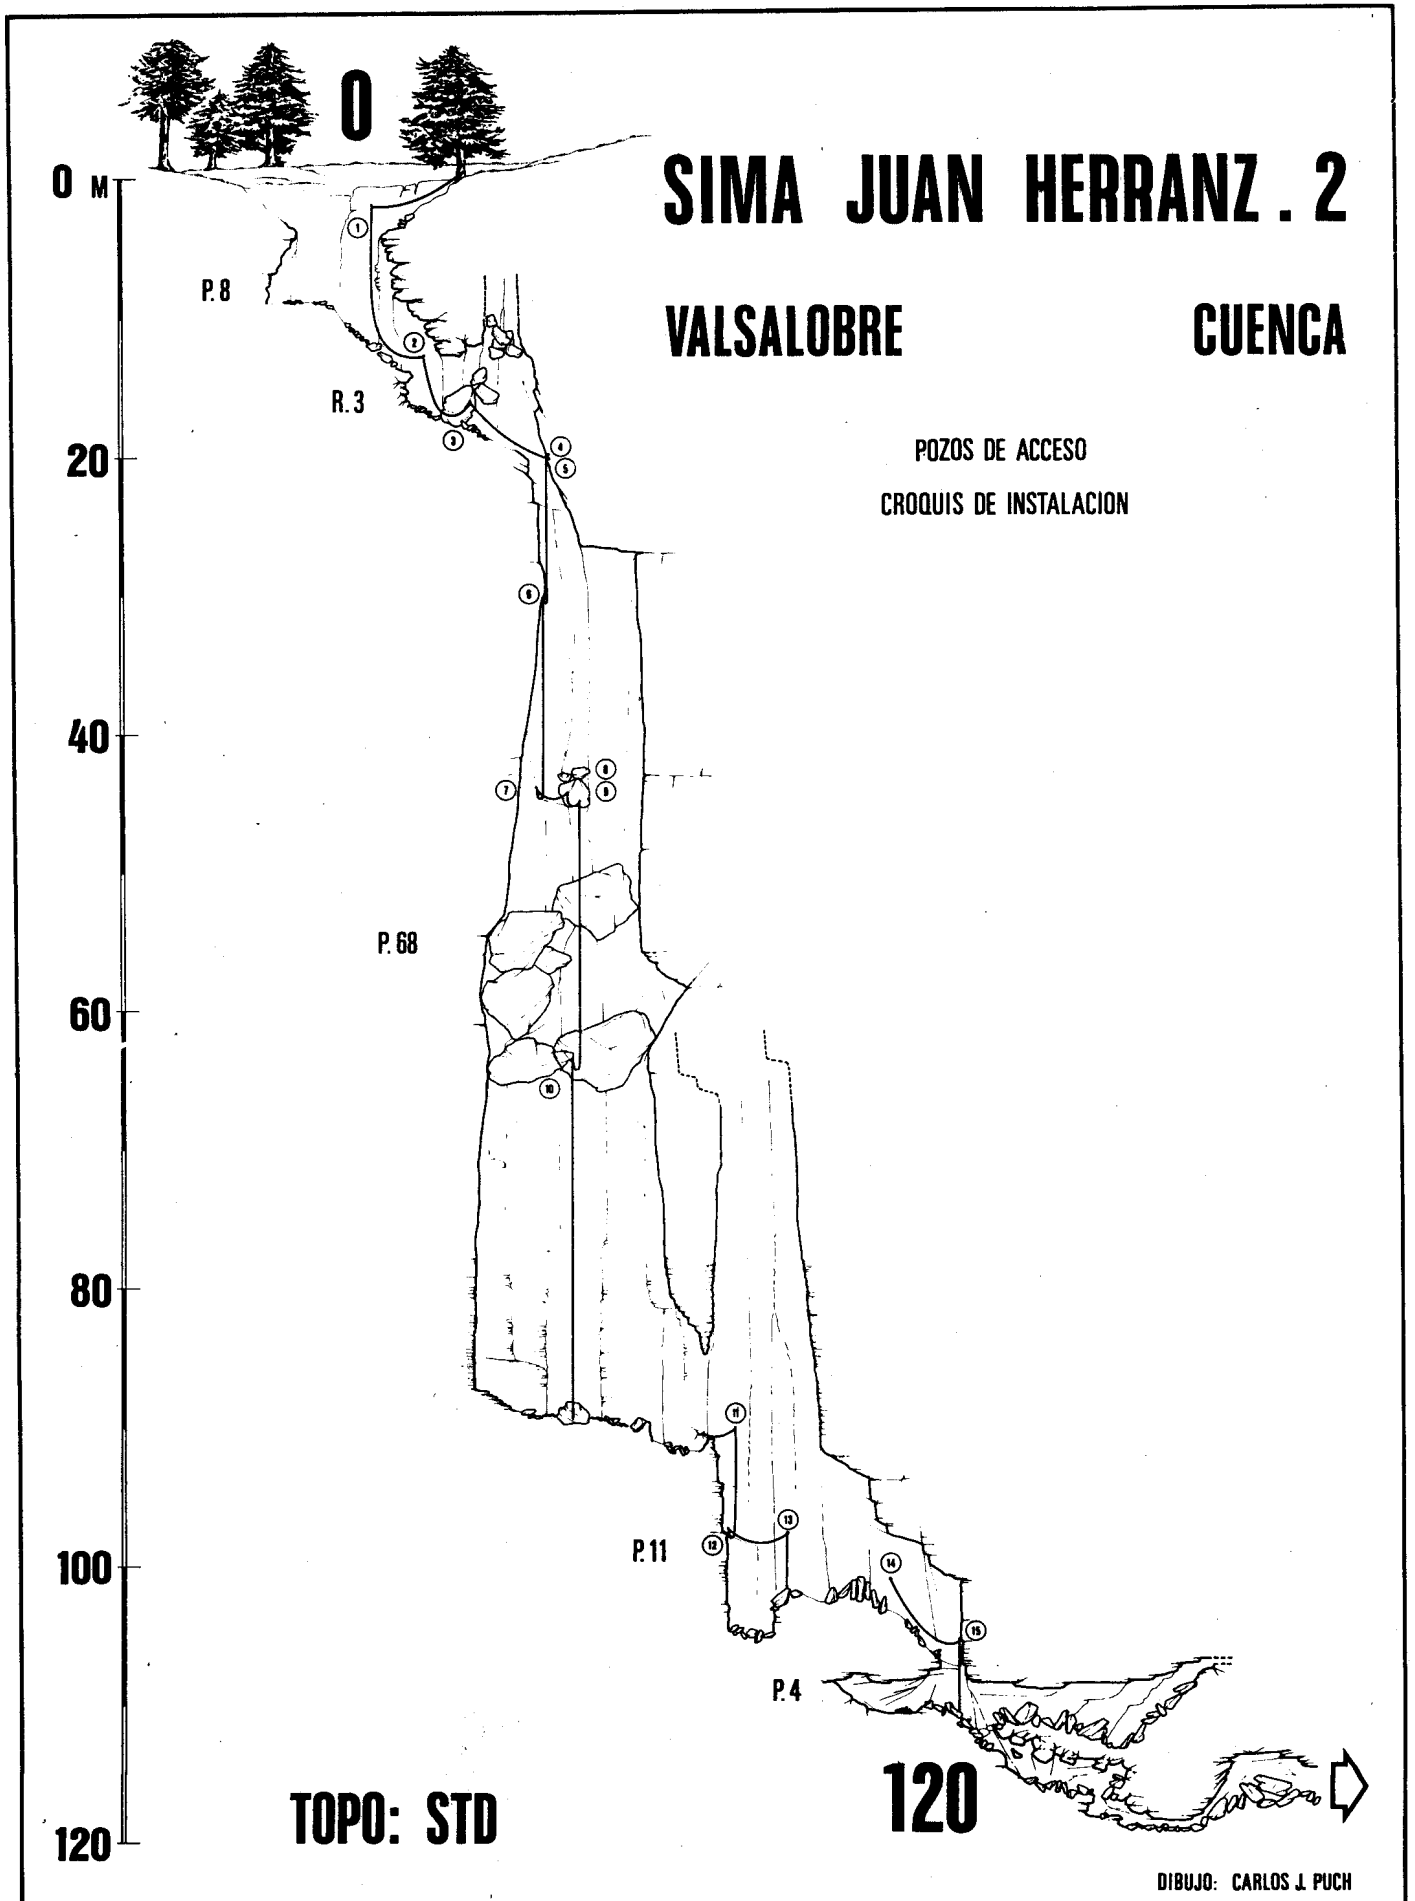 0
SIMA JUAN HERRANZ . 2
0 M
1
P. 8
VALSALOBRE CUENCA
2
R. 3
3
4
5
POZOS DE ACCESO
20
CROQUIS DE INSTALACION
6
40
7
8
9
P. 68
60
10
80
11
13
12
P. 11
100
14
15
P. 4
120
TOPO: STD
120
DIBUJO: CARLOS J. PUCH